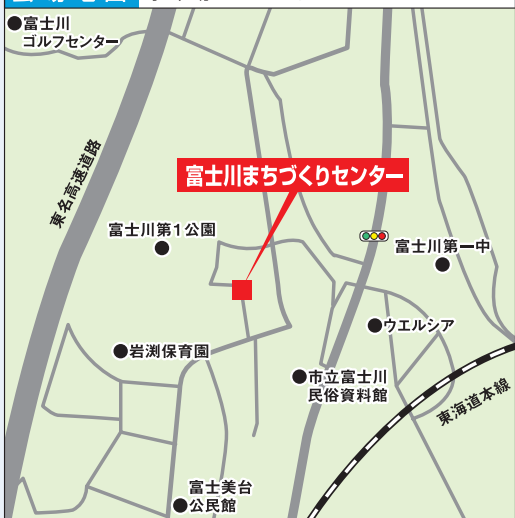 富士川
ゴルフセンター
東名高速道路
富士川まちづくりセンター
富士川第1公園
富士川第一中
ウエルシア
岩渕保育園
市立富士川
民俗資料館
東海道本線
富士美台
公民館